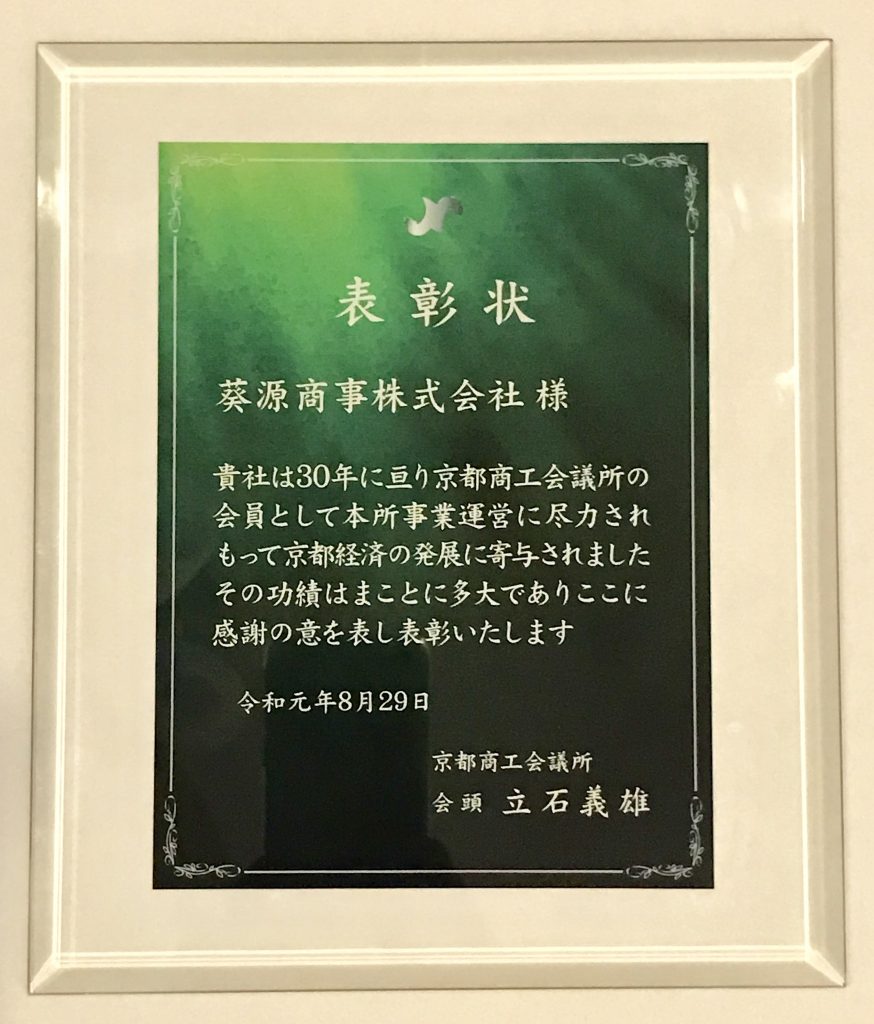 表彰状
葵源商事株式会社 様
貴社は30年に亘り京都商工会議所の
会員として本所事業運営に尽力され
もって京都経済の発展に寄与されました
その功績はまことに多大でありここに
感謝の意を表し表彰いたします
令和元年8月29日
京都商工会議所
会頭 立石義雄